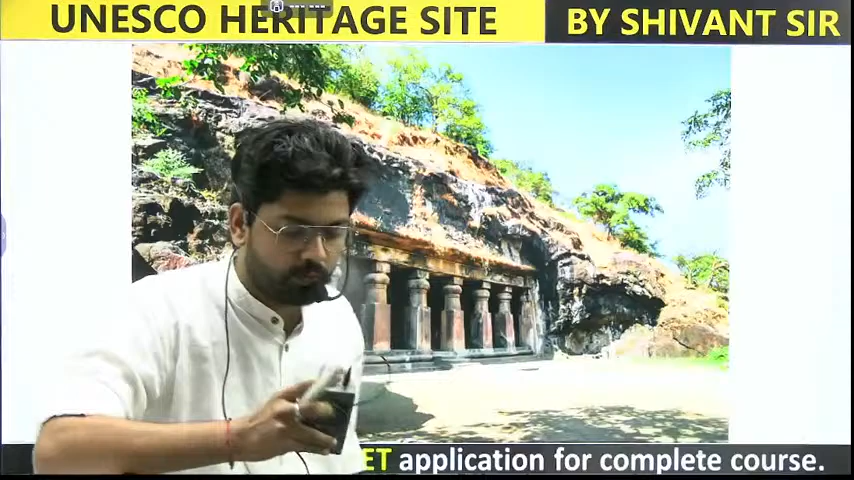 UNESCO HERITAGE SITE
BY SHIVANT SIR
ET application for complete course.